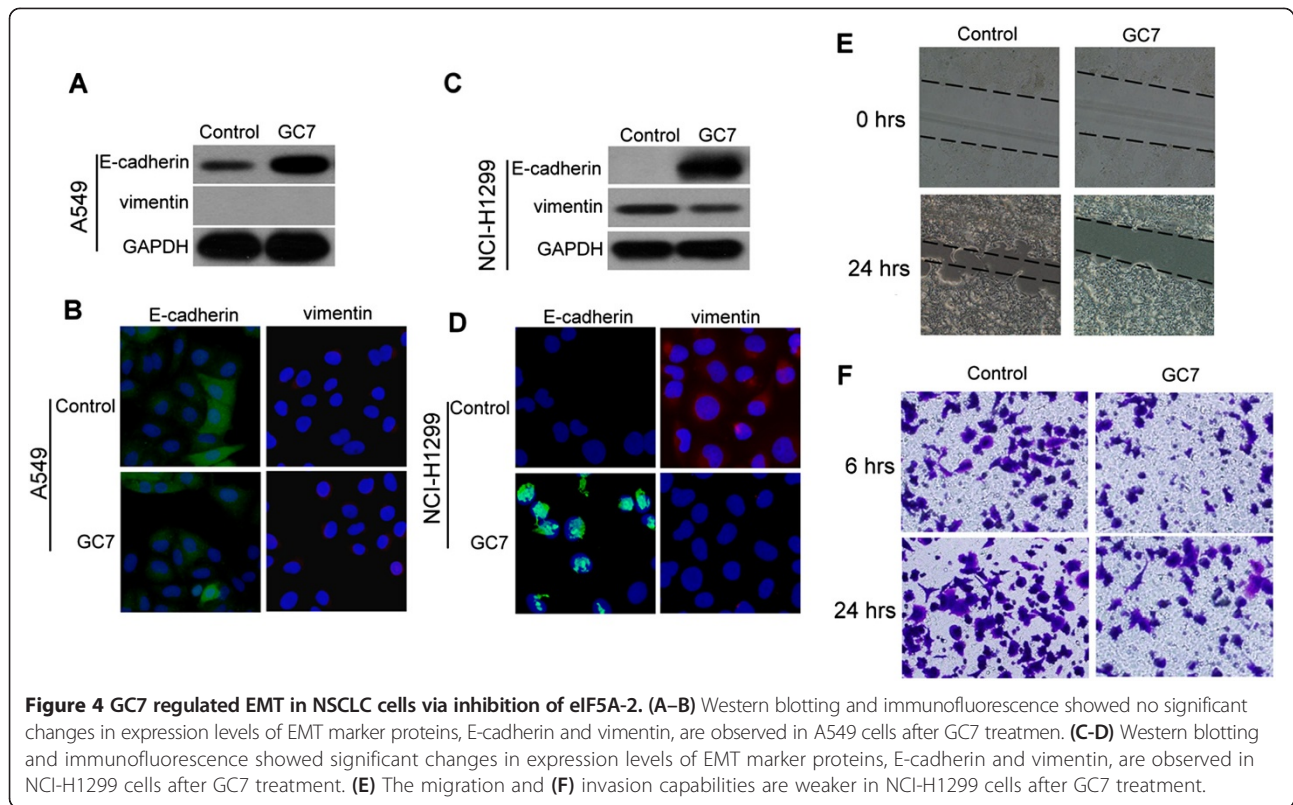 A
Control GC7
A549
E-cadherin
vimentin
GAPDH
B
E-cadherin vimentin
A549
Control
GC7
C
Control GC7
NCI-H1299
E-cadherin
vimentin
GAPDH
D
E-cadherin vimentin
NCI-H1299
Control
GC7
E
Control GC7
0 hrs
24 hrs
F
Control GC7
6 hrs
24 hrs
Figure 4 GC7 regulated EMT in NSCLC cells via inhibition of eIF5A-2. (A–B) Western blotting and immunofluorescence showed no significant
changes in expression levels of EMT marker proteins, E-cadherin and vimentin, are observed in A549 cells after GC7 treatmen. (C-D) Western blotting
and immunofluorescence showed significant changes in expression levels of EMT marker proteins, E-cadherin and vimentin, are observed in
NCI-H1299 cells after GC7 treatment. (E) The migration and (F) invasion capabilities are weaker in NCI-H1299 cells after GC7 treatment.